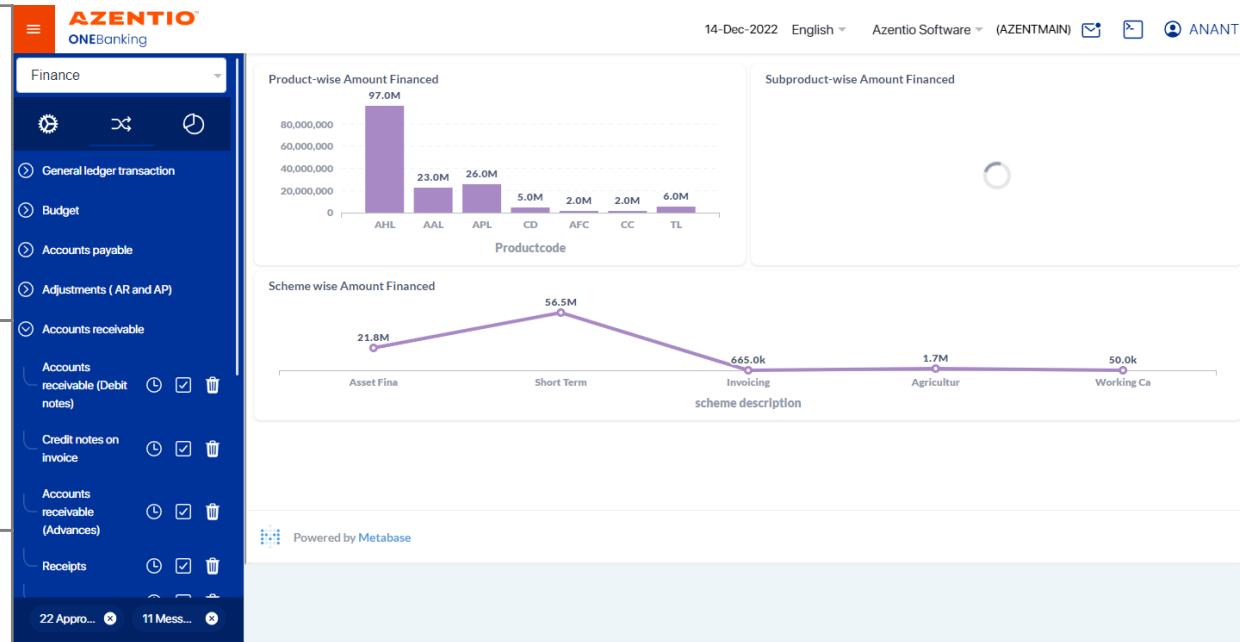 AZENTIO™
ONEBanking
14-Dec-2022 English Azentio Software (AZENTMAIN) ANANT
Finance
General ledger transaction
Budget
Accounts payable
Adjustments ( AR and AP)
Accounts receivable
Accounts
receivable (Debit
notes)
Credit notes on
invoice
Accounts
receivable
(Advances)
Receipts
22 Appro... 11 Mess...
Product-wise Amount Financed
97.0M
80,000,000
60,000,000
40,000,000
20,000,000
0
23.0M 26.0M 5.0M 2.0M 2.0M 6.0M
AHL AAL APL CD AFC CC TL
Productcode
Subproduct-wise Amount Financed
Scheme wise Amount Financed
21.8M 56.5M 665.0k 1.7M 50.0k
Asset Fina Short Term Invoicing Agricultur Working Ca
scheme description
Powered by Metabase